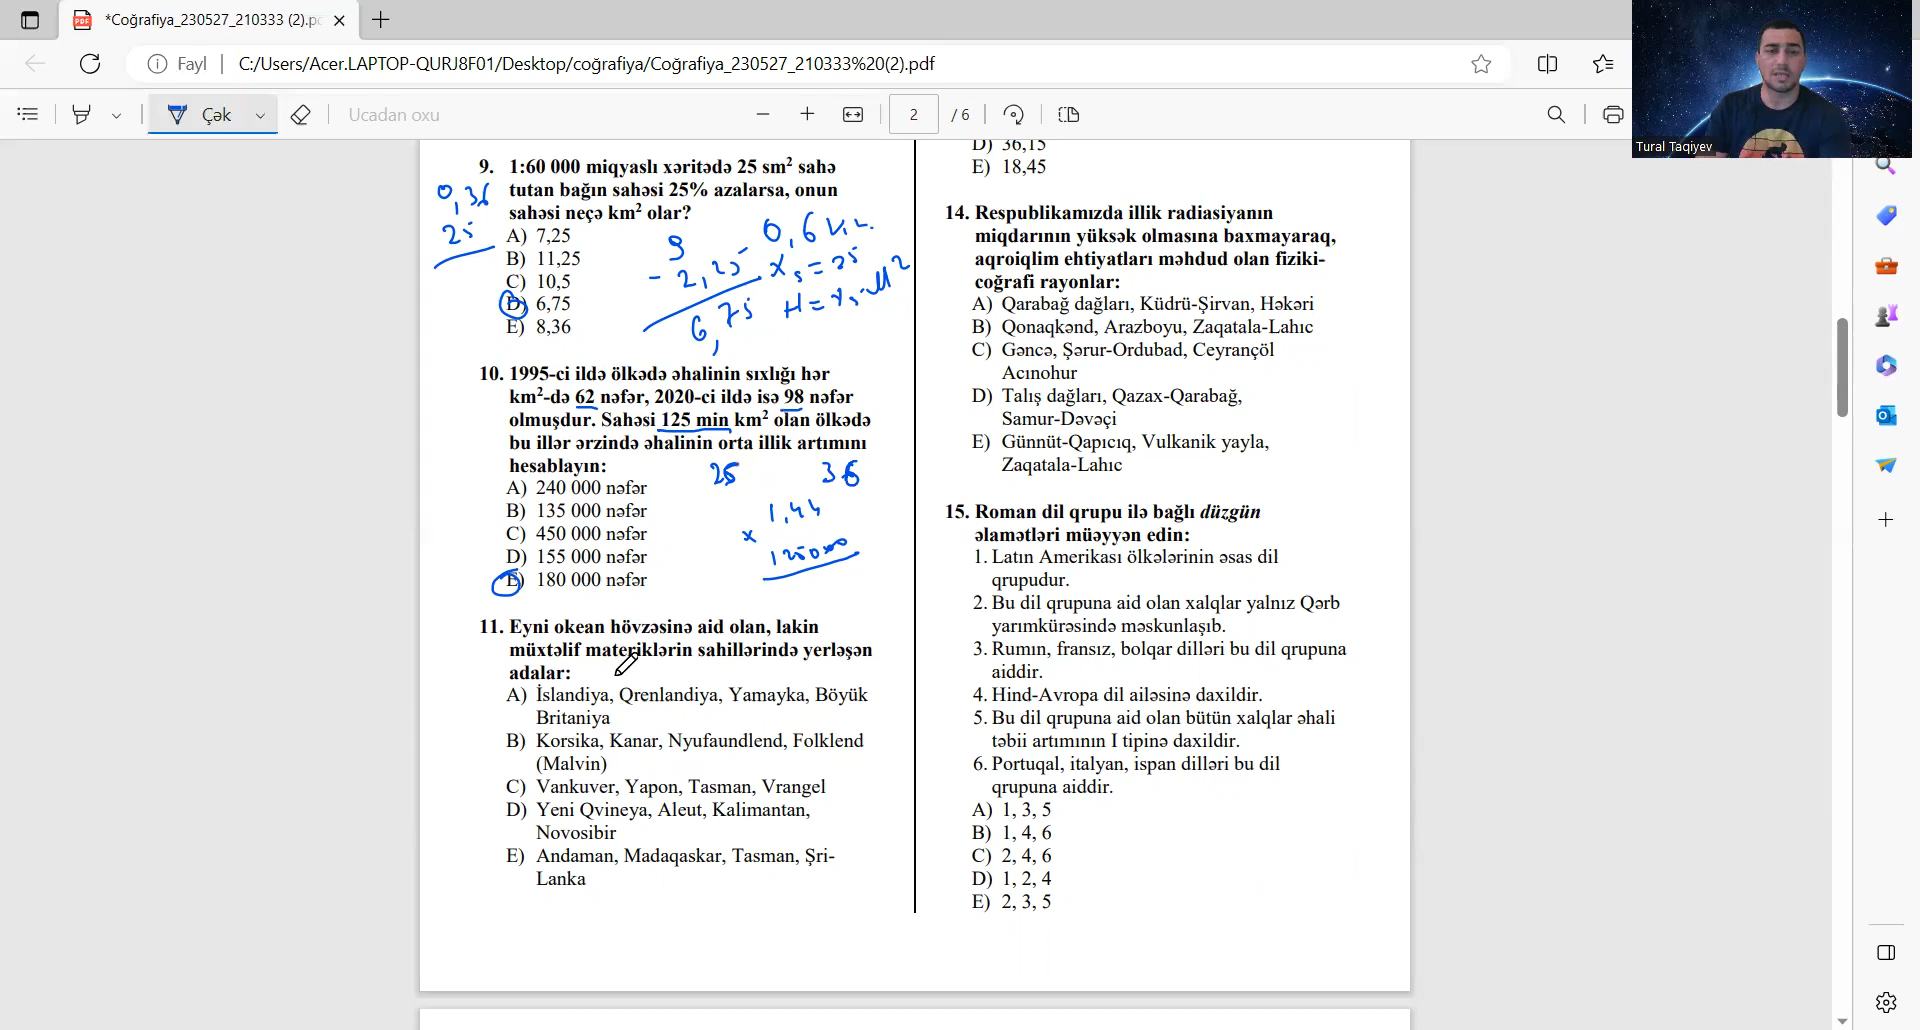 *Coğrafiya_230527_210333 (2).pc
Fayl
C:/Users/Acer.LAPTOP-QURJ8F01/Desktop/coğrafiya/Coğrafiya_230527_210333%20(2).pdf
Çək
Ucadan oxu
2
/ 6
Tural Taqiyev
9. 1:60 000 miqyaslı xəritədə 25 sm² sahə
tutan bağın sahəsi 25% azalarsa, onun
sahəsi neçə km² olar?
A) 7,25
B) 11,25
C) 10,5
D) 6,75
E) 8,36
0,36
25
9
- 2,25
6,75
0,6
10. 1995-ci ildə ölkədə əhalinin sıxlığı hər
km²-də 62 nəfər, 2020-ci ildə isə 98 nəfər
olmuşdur. Sahəsi 125 min km² olan ölkədə
bu illər ərzində əhalinin orta illik artımını
hesablayın:
A) 240 000 nəfər
B) 135 000 nəfər
C) 450 000 nəfər
D) 155 000 nəfər
E) 180 000 nəfər
25 36
1,44
x
125000
11. Eyni okean hövzəsinə aid olan, lakin
müxtəlif materiklərin sahillərində yerləşən
adalar:
A) İslandiya, Qrenlandiya, Yamayka, Böyük
Britaniya
B) Korsika, Kanar, Nyufaundlend, Folklend
(Malvin)
C) Vankuver, Yapon, Tasman, Vrangel
D) Yeni Qvineya, Aleut, Kalimantan,
Novosibir
E) Andaman, Madaqaskar, Tasman, Şri-
Lanka
D) 36,15
E) 18,45
14. Respublikamızda illik radiasiyanın
miqdarının yüksək olmasına baxmayaraq,
aqroiqlim ehtiyatları məhdud olan fiziki-
coğrafi rayonlar:
A) Qarabağ dağları, Küdrü-Şirvan, Həkəri
B) Qonaqkənd, Arazboyu, Zaqatala-Lahıc
C) Gəncə, Şərur-Ordubad, Ceyrançöl
Acınohur
D) Talış dağları, Qazax-Qarabağ,
Samur-Dəvəçi
E) Günnüt-Qapıcıq, Vulkanik yayla,
Zaqatala-Lahıc
15. Roman dil qrupu ilə bağlı düzgün
əlamətləri müəyyən edin:
1. Latın Amerikası ölkələrinin əsas dil
qrupudur.
2. Bu dil qrupuna aid olan xalqlar yalnız Qərb
yarımkürəsində məskunlaşıb.
3. Rumın, fransız, bolqar dilləri bu dil qrupuna
aiddir.
4. Hind-Avropa dil ailəsinə daxildir.
5. Bu dil qrupuna aid olan bütün xalqlar əhali
təbii artımının I tipinə daxildir.
6. Portuqal, italyan, ispan dilləri bu dil
qrupuna aiddir.
A) 1, 3, 5
B) 1, 4, 6
C) 2, 4, 6
D) 1, 2, 4
E) 2, 3, 5